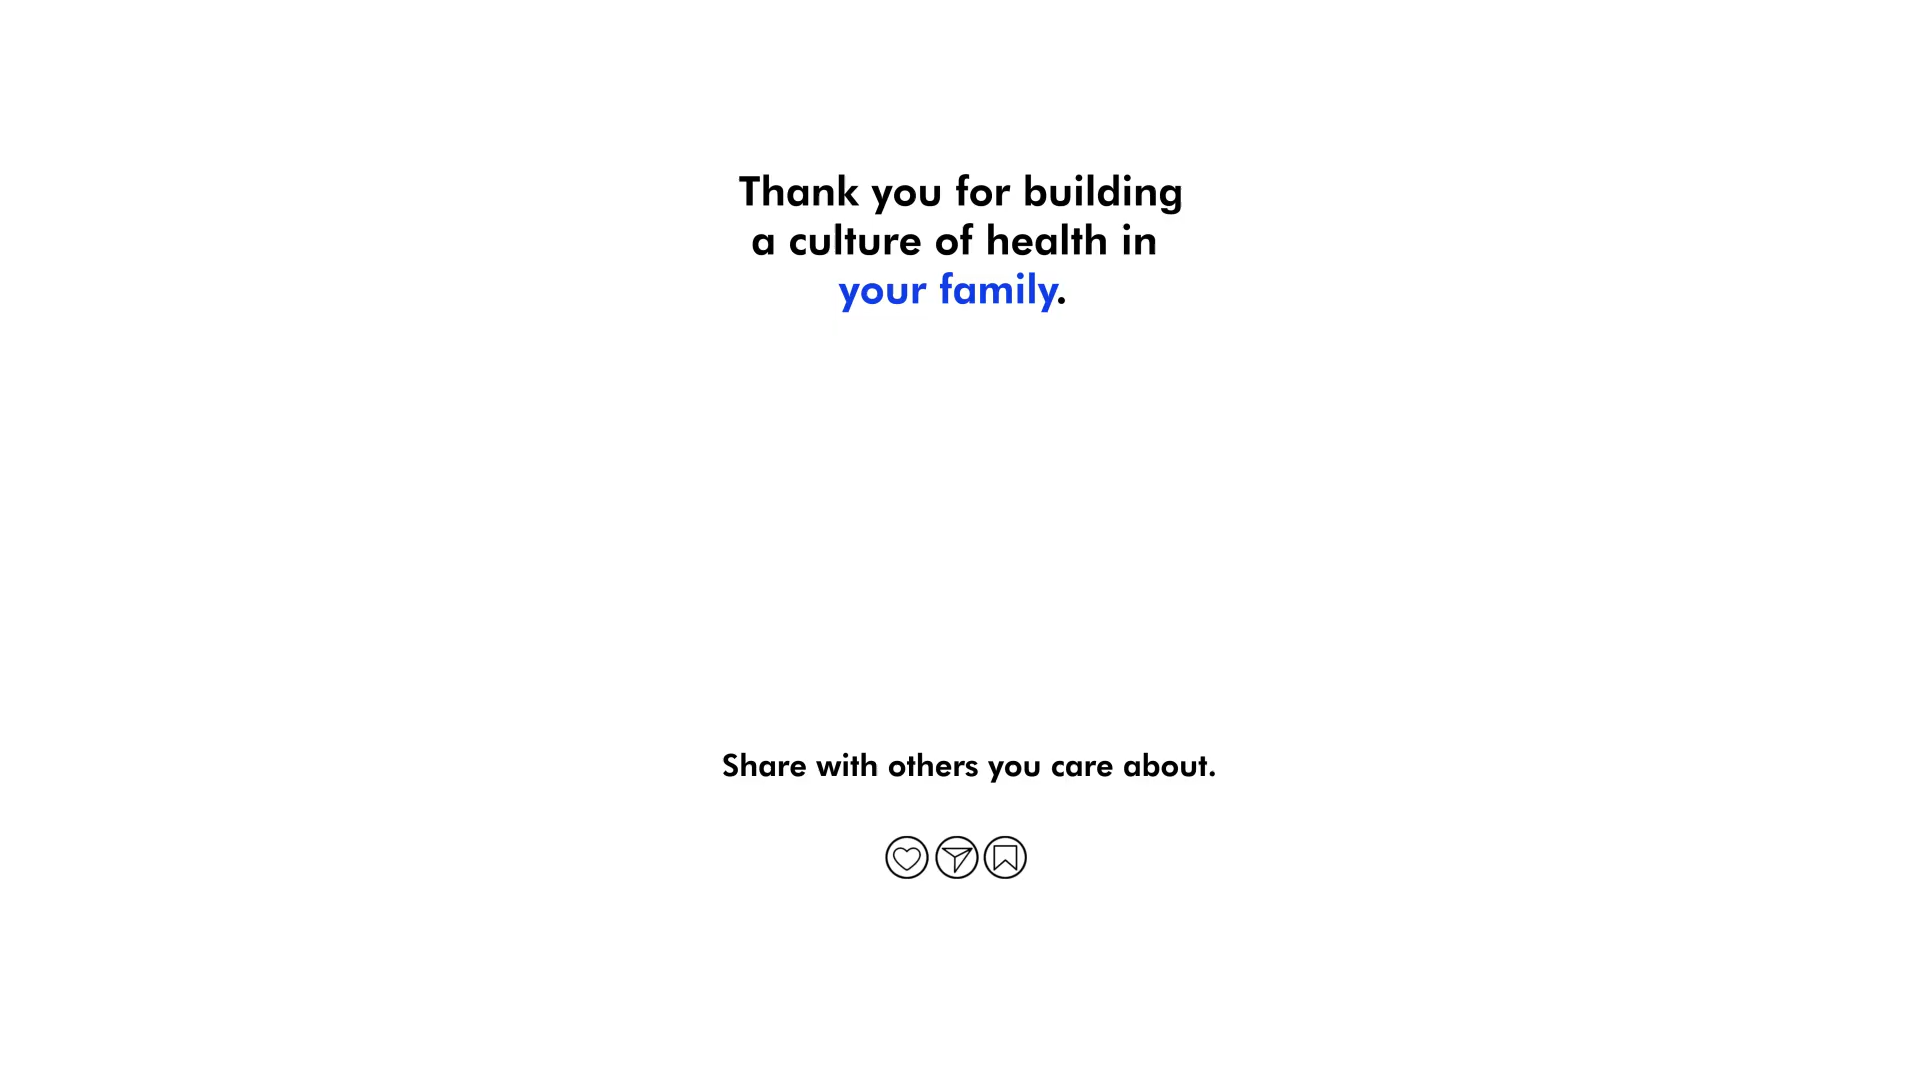 Thank you for building
a culture of health in
your family.
Share with others you care about.